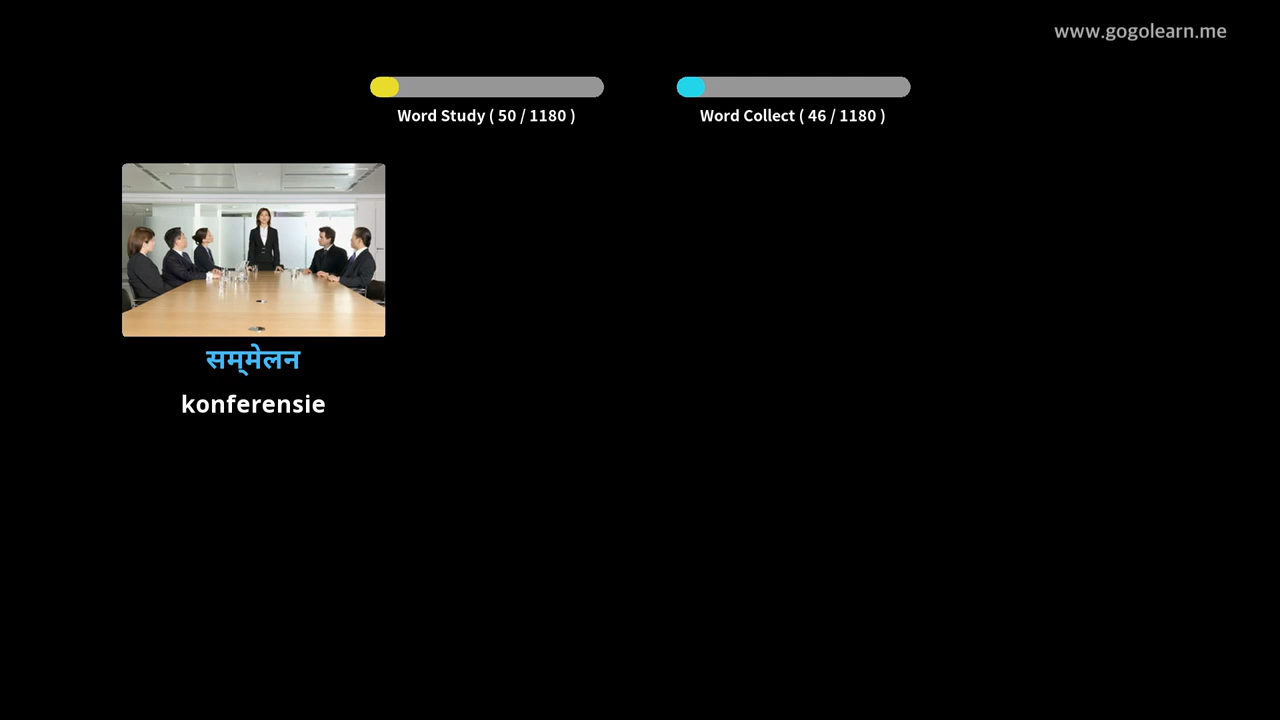 www.gogolearn.me
Word Study ( 50 / 1180 )
Word Collect ( 46 / 1180 )
सम्मेलन
konferensie